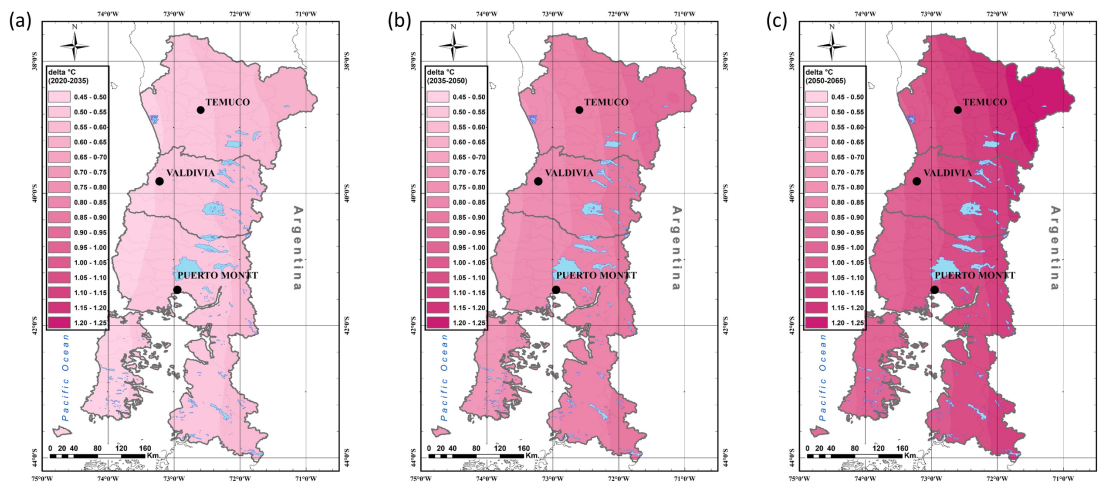 (a)
N
74°0'W
73°0'W
72°0'W
71°0'W
38°0'S
40°0'S
42°0'S
44°0'S
delta °C
(2020-2035)
0.45 - 0.50
0.50 - 0.55
0.55 - 0.60
0.60 - 0.65
0.65 - 0.70
0.70 - 0.75
0.75 - 0.80
0.80 - 0.85
0.85 - 0.90
0.90 - 0.95
0.95 - 1.00
1.00 - 1.05
1.05 - 1.10
1.10 - 1.15
1.15 - 1.20
1.20 - 1.25
TEMUCO
VALDIVIA
PUERTO MONTT
Argentina
Pacific Ocean
0 20 40 80 120 160
Km.
75°0'W
74°0'W
73°0'W
72°0'W
71°0'W
38°0'S
40°0'S
42°0'S
44°0'S
(b)
N
74°0'W
73°0'W
72°0'W
71°0'W
delta °C
(2035-2050)
0.45 - 0.50
0.50 - 0.55
0.55 - 0.60
0.60 - 0.65
0.65 - 0.70
0.70 - 0.75
0.75 - 0.80
0.80 - 0.85
0.85 - 0.90
0.90 - 0.95
0.95 - 1.00
1.00 - 1.05
1.05 - 1.10
1.10 - 1.15
1.15 - 1.20
1.20 - 1.25
TEMUCO
VALDIVIA
PUERTO MONTT
Argentina
Pacific Ocean
0 20 40 80 120 160
Km.
75°0'W
74°0'W
73°0'W
72°0'W
71°0'W
38°0'S
40°0'S
42°0'S
44°0'S
(c)
N
74°0'W
73°0'W
72°0'W
71°0'W
delta °C
(2050-2065)
0.45 - 0.50
0.50 - 0.55
0.55 - 0.60
0.60 - 0.65
0.65 - 0.70
0.70 - 0.75
0.75 - 0.80
0.80 - 0.85
0.85 - 0.90
0.90 - 0.95
0.95 - 1.00
1.00 - 1.05
1.05 - 1.10
1.10 - 1.15
1.15 - 1.20
1.20 - 1.25
TEMUCO
VALDIVIA
PUERTO MONTT
Argentina
Pacific Ocean
0 20 40 80 120 160
Km.
75°0'W
74°0'W
73°0'W
72°0'W
71°0'W
38°0'S
40°0'S
42°0'S
44°0'S